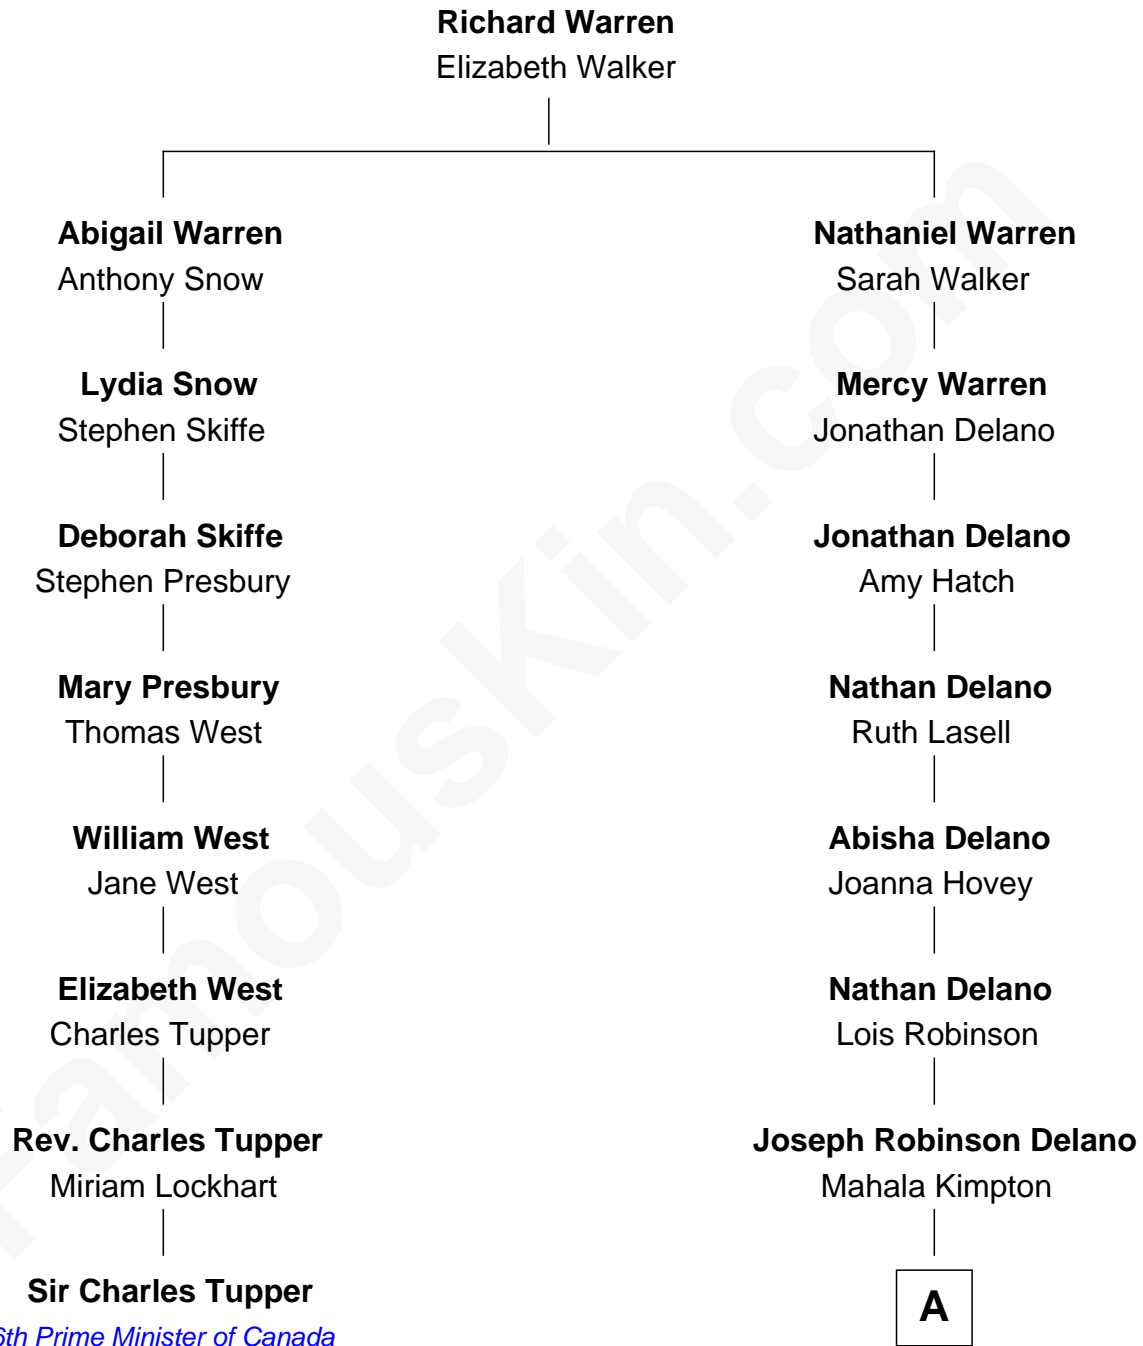 Richard Warren
Elizabeth Walker
Abigail Warren
Anthony Snow
Nathaniel Warren
Sarah Walker
Lydia Snow
Stephen Skiffe
Mercy Warren
Jonathan Delano
Deborah Skiffe
Stephen Presbury
Jonathan Delano
Amy Hatch
Mary Presbury
Thomas West
Nathan Delano
Ruth Lasell
William West
Jane West
Abisha Delano
Joanna Hovey
Elizabeth West
Charles Tupper
Nathan Delano
Lois Robinson
Rev. Charles Tupper
Miriam Lockhart
Joseph Robinson Delano
Mahala Kimpton
Sir Charles Tupper
6th Prime Minister of Canada
A
FamousKin.com